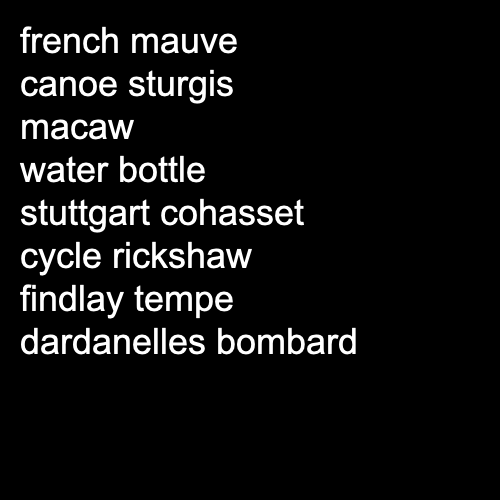 french mauve
canoe sturgis
macaw
water bottle
stuttgart cohasset
cycle rickshaw
findlay tempe
dardanelles bombard